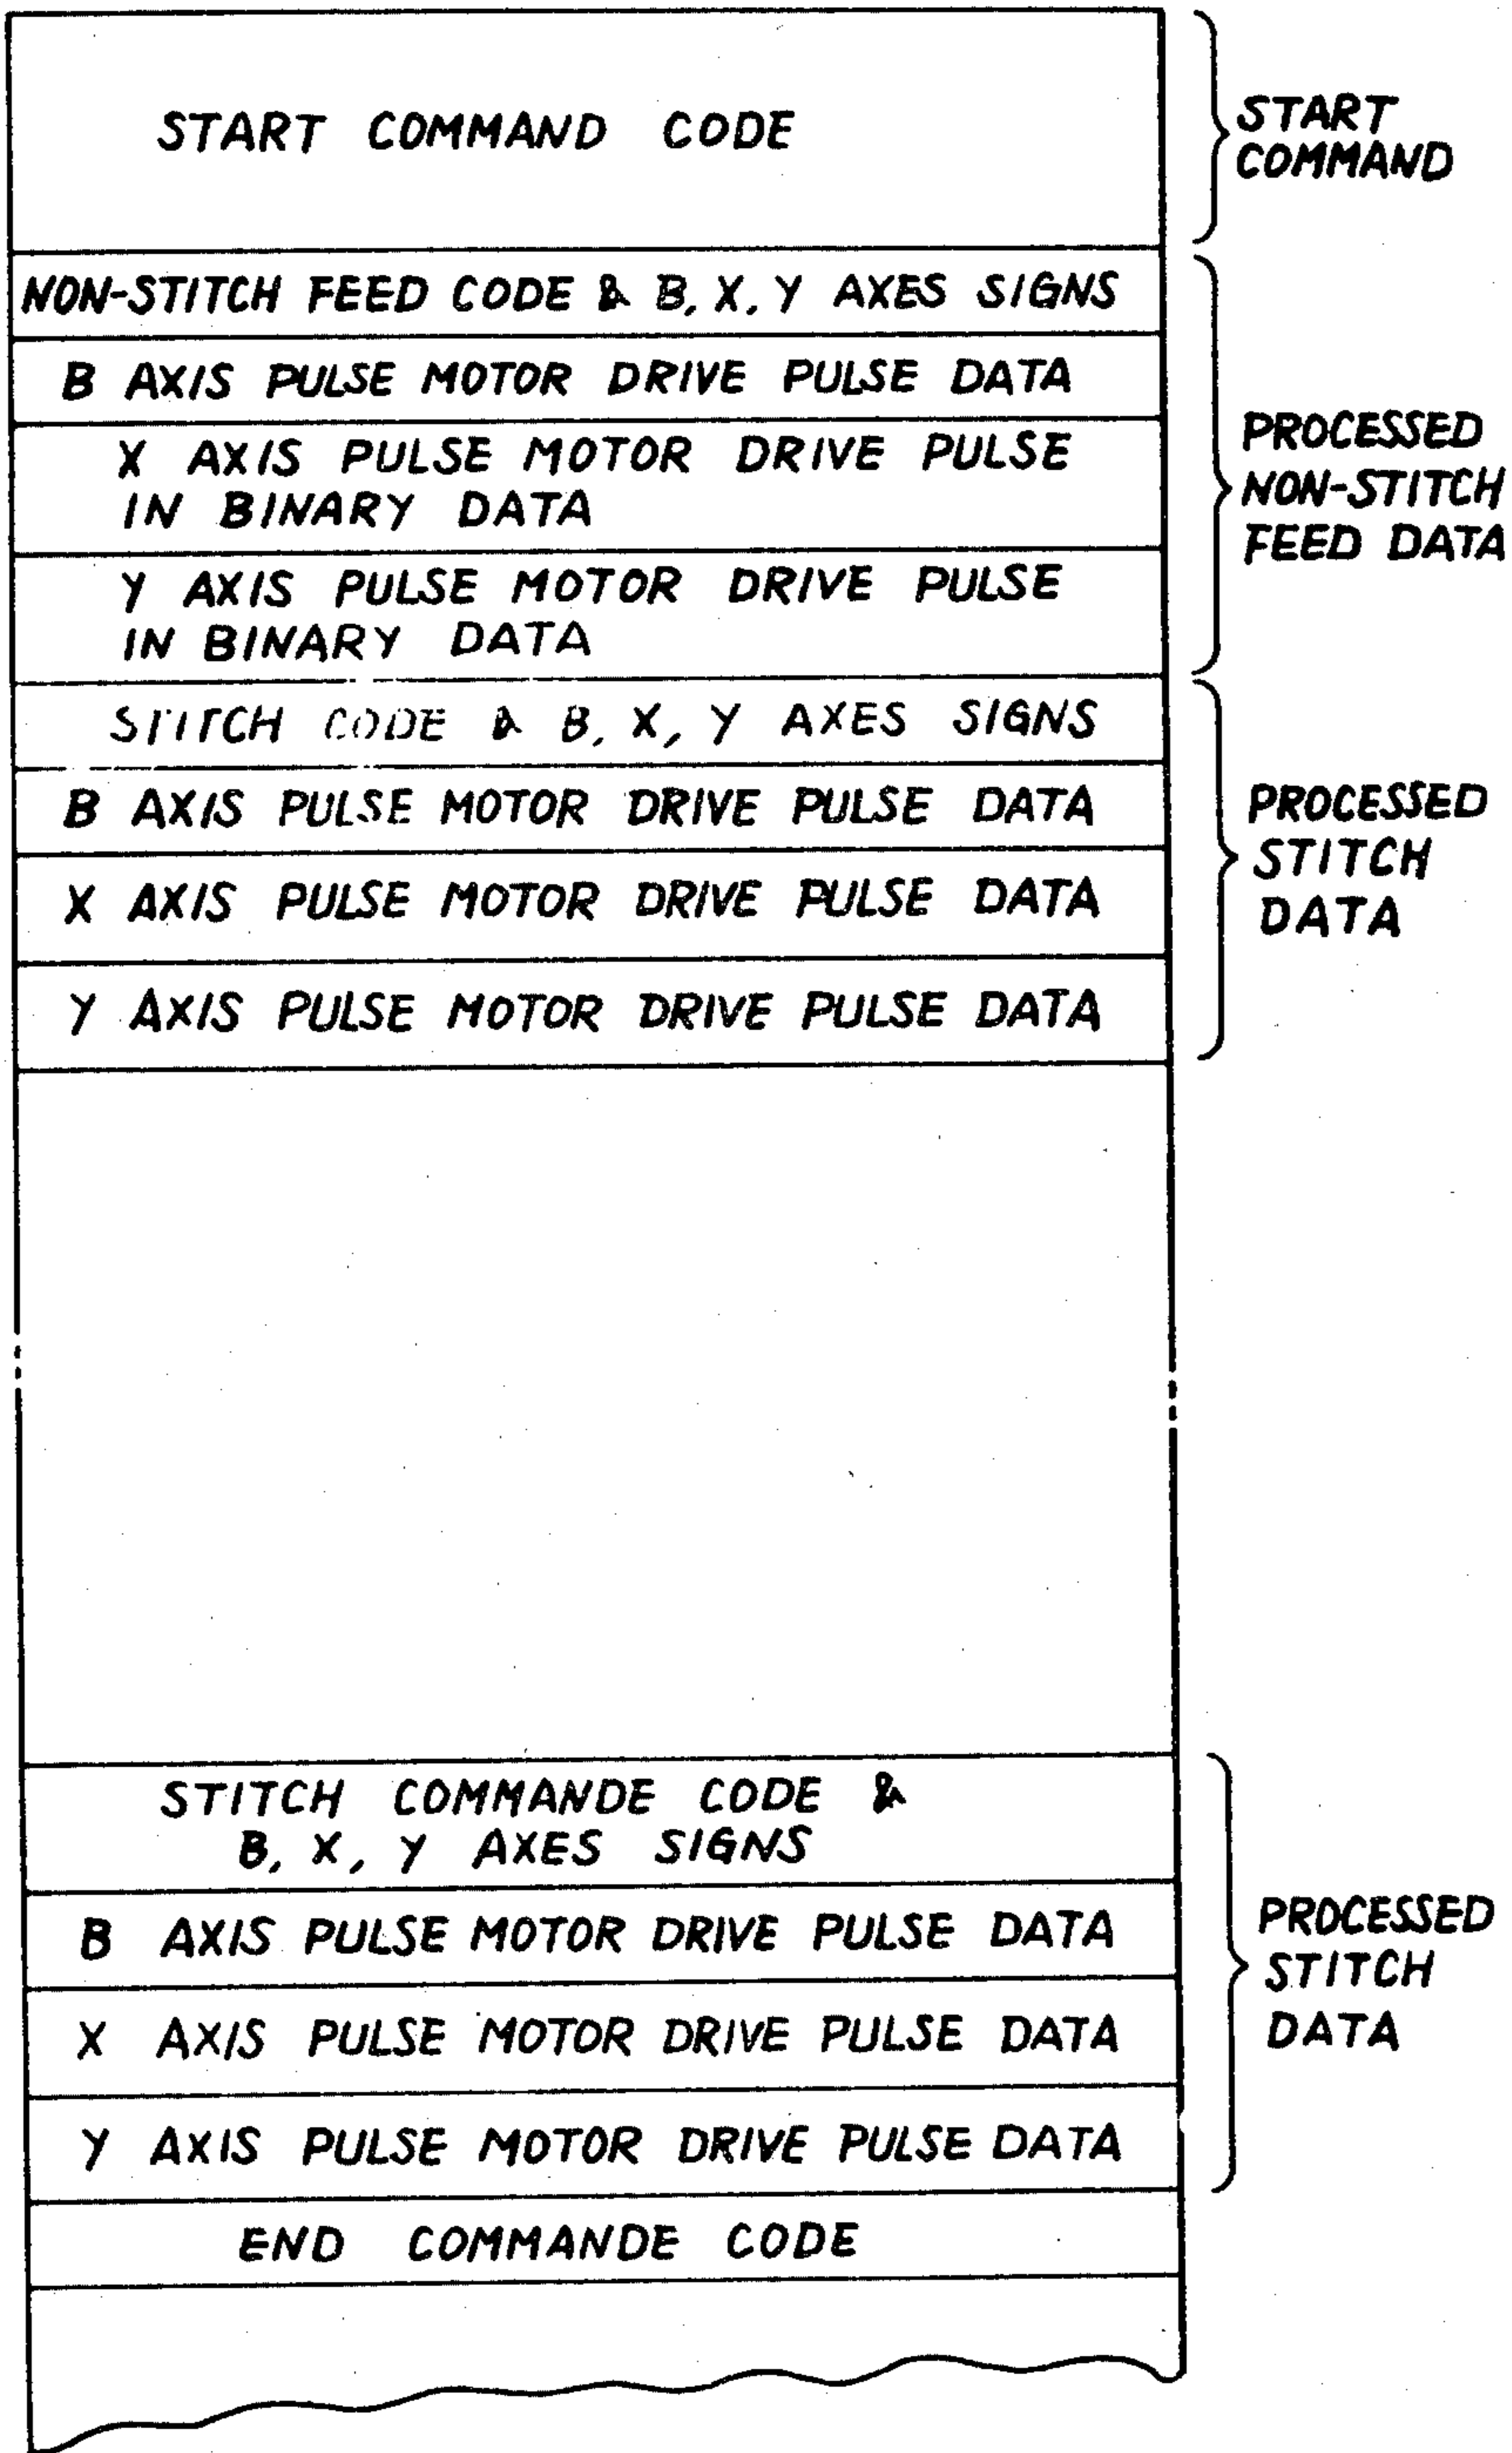 START COMMAND CODE
START
COMMAND
NON-STITCH FEED CODE & B, X, Y AXES SIGNS
B AXIS PULSE MOTOR DRIVE PULSE DATA
X AXIS PULSE MOTOR DRIVE PULSE
IN BINARY DATA
Y AXIS PULSE MOTOR DRIVE PULSE
IN BINARY DATA
PROCESSED
NON-STITCH
FEED DATA
STITCH CODE & B, X, Y AXES SIGNS
B AXIS PULSE MOTOR DRIVE PULSE DATA
X AXIS PULSE MOTOR DRIVE PULSE DATA
Y AXIS PULSE MOTOR DRIVE PULSE DATA
PROCESSED
STITCH
DATA
STITCH COMMANDE CODE &
B, X, Y AXES SIGNS
B AXIS PULSE MOTOR DRIVE PULSE DATA
X AXIS PULSE MOTOR DRIVE PULSE DATA
Y AXIS PULSE MOTOR DRIVE PULSE DATA
PROCESSED
STITCH
DATA
END COMMANDE CODE